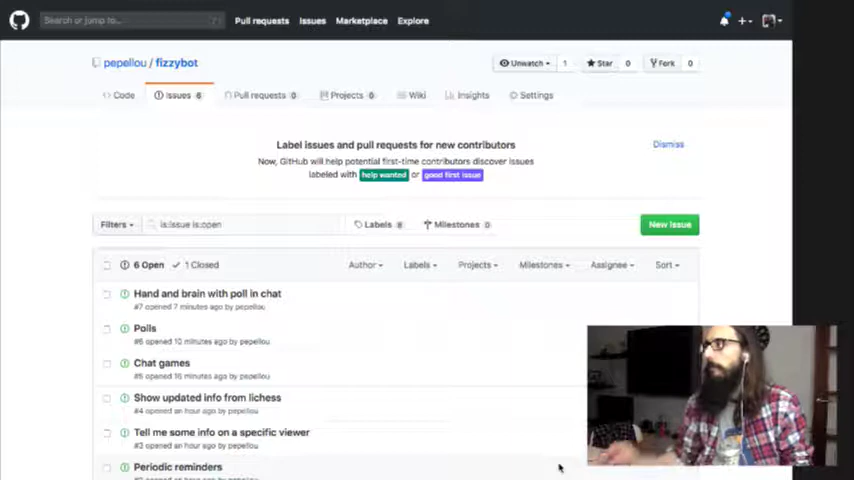 Search or jump to...
/
Pull requests
Issues
Marketplace
Explore
pepellou / fizzybot
Unwatch
1
Star
0
Fork
0
Code
Issues 6
Pull requests 0
Projects 0
Wiki
Insights
Settings
Label issues and pull requests for new contributors
Dismiss
Now, GitHub will help potential first-time contributors discover issues
labeled with help wanted or good first issue
Filters
is:issue is:open
Labels 8
Milestones 0
New issue
6 Open
1 Closed
Author
Labels
Projects
Milestones
Assignee
Sort
Hand and brain with poll in chat
#7 opened 7 minutes ago by pepellou
Polls
#6 opened 10 minutes ago by pepellou
Chat games
#5 opened 16 minutes ago by pepellou
Show updated info from lichess
#4 opened an hour ago by pepellou
Tell me some info on a specific viewer
#3 opened an hour ago by pepellou
Periodic reminders
#2 opened an hour ago by pepellou